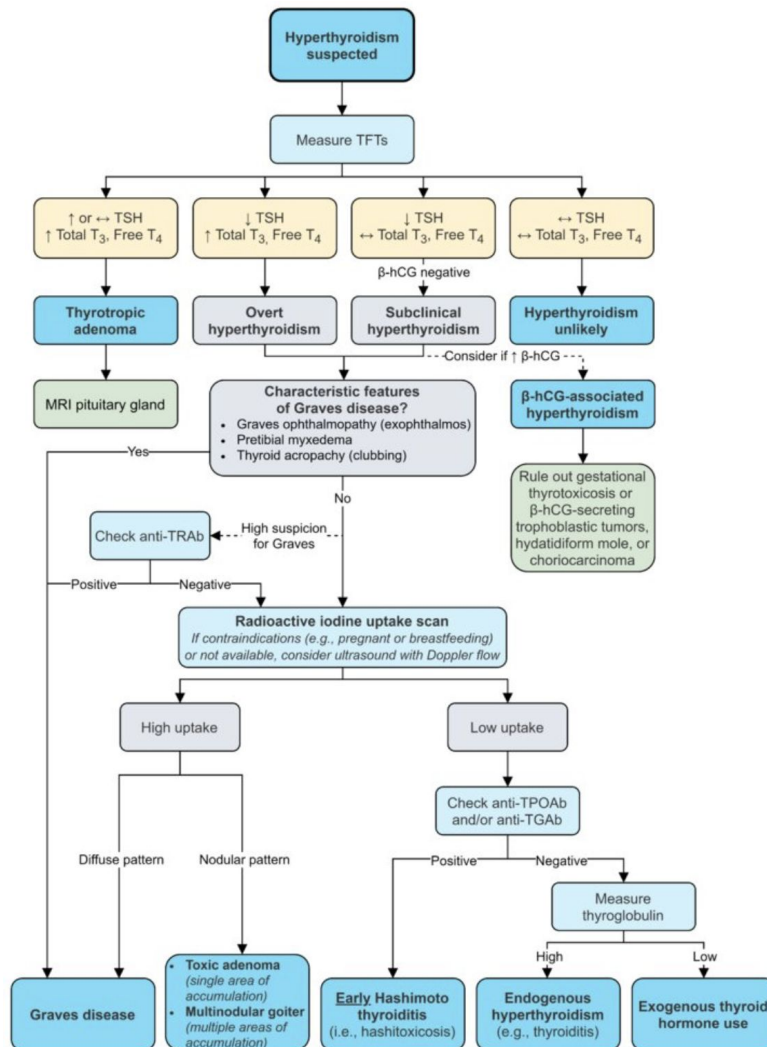 Hyperthyroidism
suspected
Measure TFTs
↑ or ↔ TSH
↑ Total T3, Free T4
↓ TSH
↑ Total T3, Free T4
↓ TSH
↔ Total T3, Free T4
↔ TSH
↔ Total T3, Free T4
β-hCG negative
Thyrotropic
adenoma
Overt
hyperthyroidism
Subclinical
hyperthyroidism
Hyperthyroidism
unlikely
Consider if ↑ β-hCG
MRI pituitary gland
Characteristic features
of Graves disease?
• Graves ophthalmopathy (exophthalmos)
• Pretibial myxedema
• Thyroid acropachy (clubbing)
β-hCG-associated
hyperthyroidism
Yes
No
Rule out gestational
thyrotoxicosis or
β-hCG-secreting
trophoblastic tumors,
hydatidiform mole, or
choriocarcinoma
Check anti-TRAb
High suspicion
for Graves
Positive
Negative
Radioactive iodine uptake scan
If contraindications (e.g., pregnant or breastfeeding)
or not available, consider ultrasound with Doppler flow
High uptake
Low uptake
Check anti-TPOAb
and/or anti-TGAb
Diffuse pattern
Nodular pattern
Positive
Negative
Measure
thyroglobulin
High
Low
Graves disease
• Toxic adenoma
(single area of
accumulation)
• Multinodular goiter
(multiple areas of
accumulation)
Early Hashimoto
thyroiditis
(i.e., hashitoxicosis)
Endogenous
hyperthyroidism
(e.g., thyroiditis)
Exogenous thyroid
hormone use